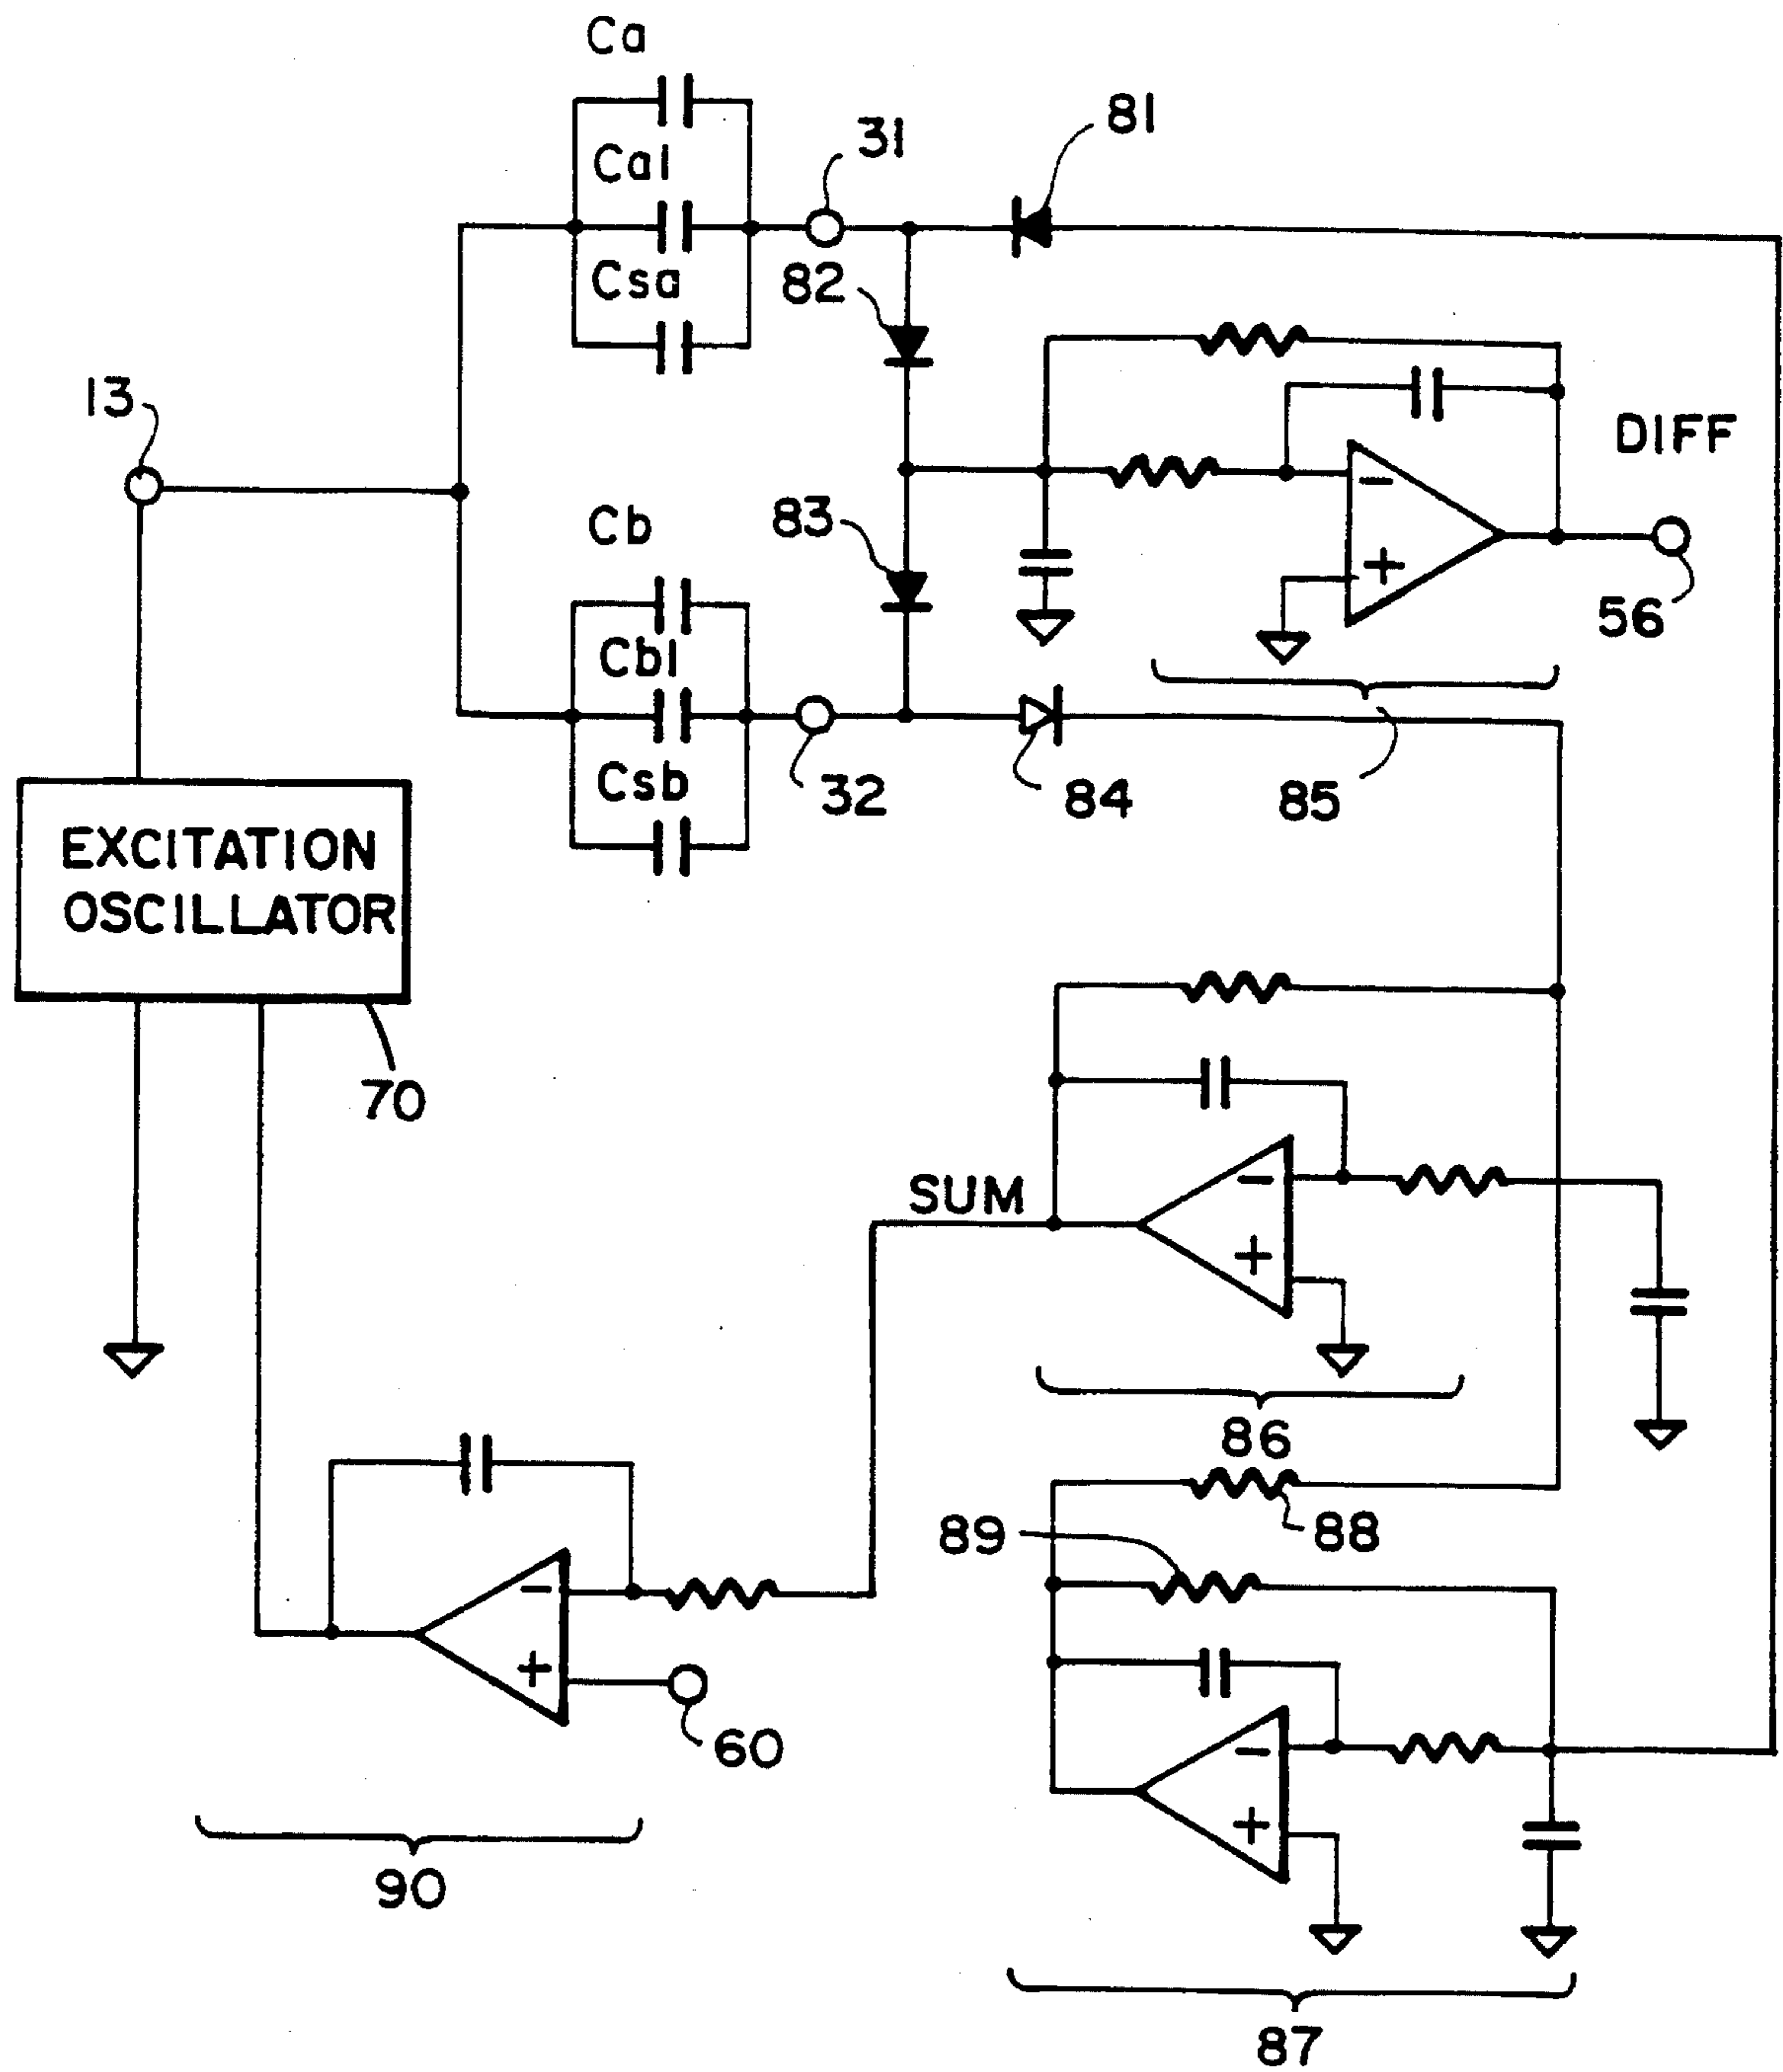 Ca
81
31
Ca1
82
Csa
13
DIFF
Cb
83
56
Cb1
84
85
Csb
32
EXCITATION
OSCILLATOR
70
SUM
86
89
88
60
90
87